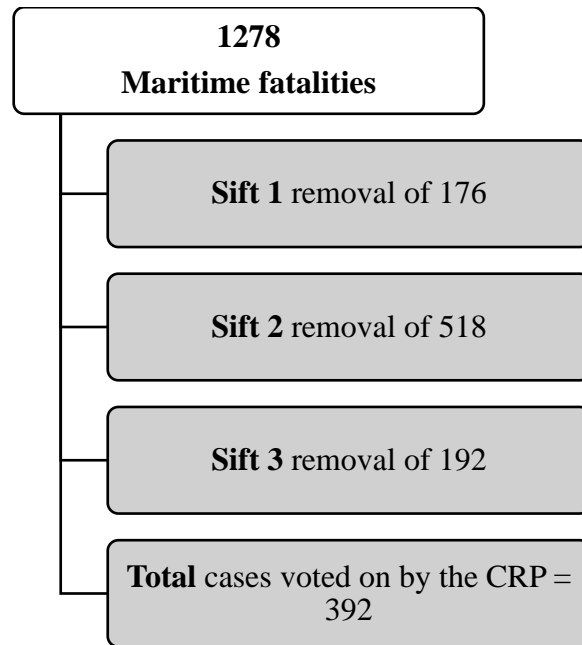 1278
Maritime fatalities
Sift 1 removal of 176
Sift 2 removal of 518
Sift 3 removal of 192
Total cases voted on by the CRP =
392